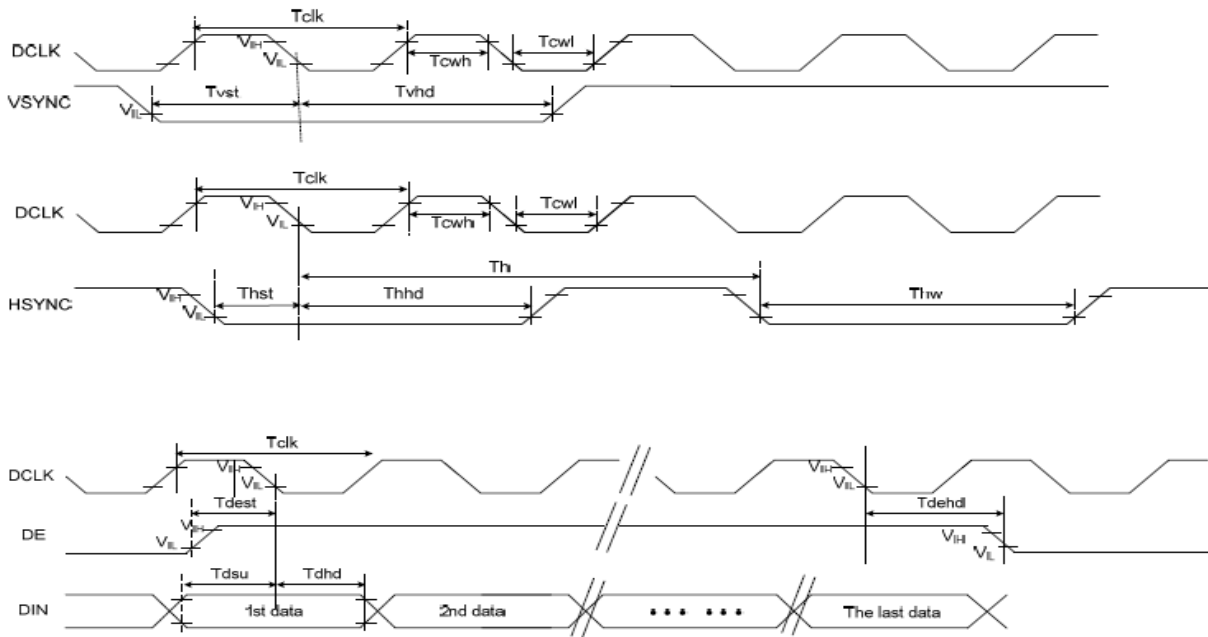 Tclk
DCLK VIH VIL Tcwh Tcwl
VSYNC VIL Tvst Tvhd
Tclk
DCLK VIH VIL Tcwh Tcwl
Th
HSYNC VIH VIL Thst Thhd Thw
Tclk
DCLK VIH VIL VIH VIL
Tdest Tdehd
DE VIH VIL VIH VIL
Tdsu Tdhd
DIN 1st data 2nd data ••• ••• The last data